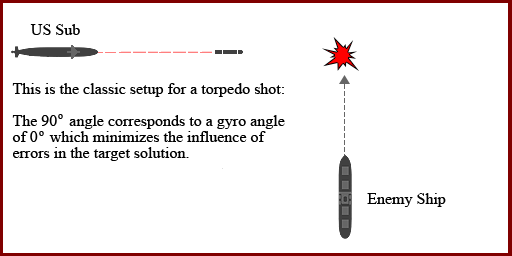 US Sub
This is the classic setup for a torpedo shot:
The 90° angle corresponds to a gyro angle
of 0° which minimizes the influence of
errors in the target solution.
Enemy Ship